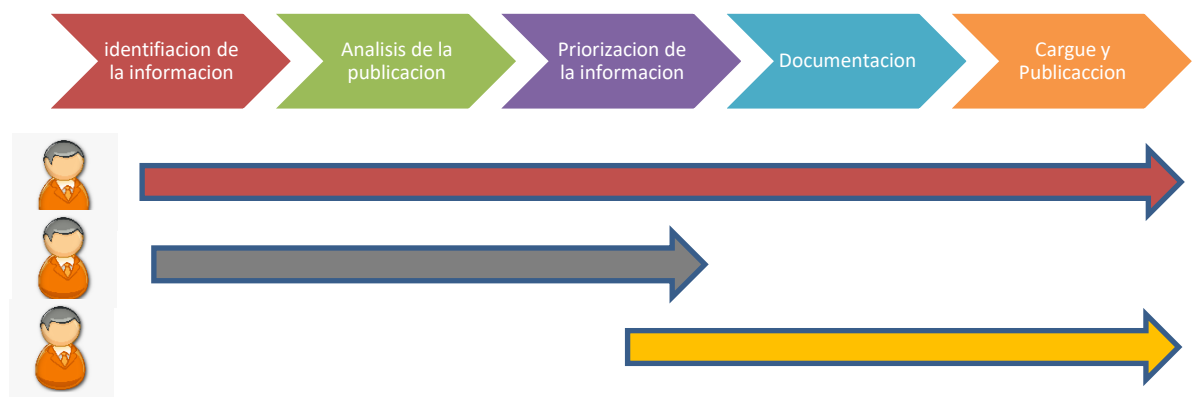 identifiacion de
la informacion
Analisis de la
publicacion
Priorizacion de
la informacion
Documentacion
Cargue y
Publicaccion